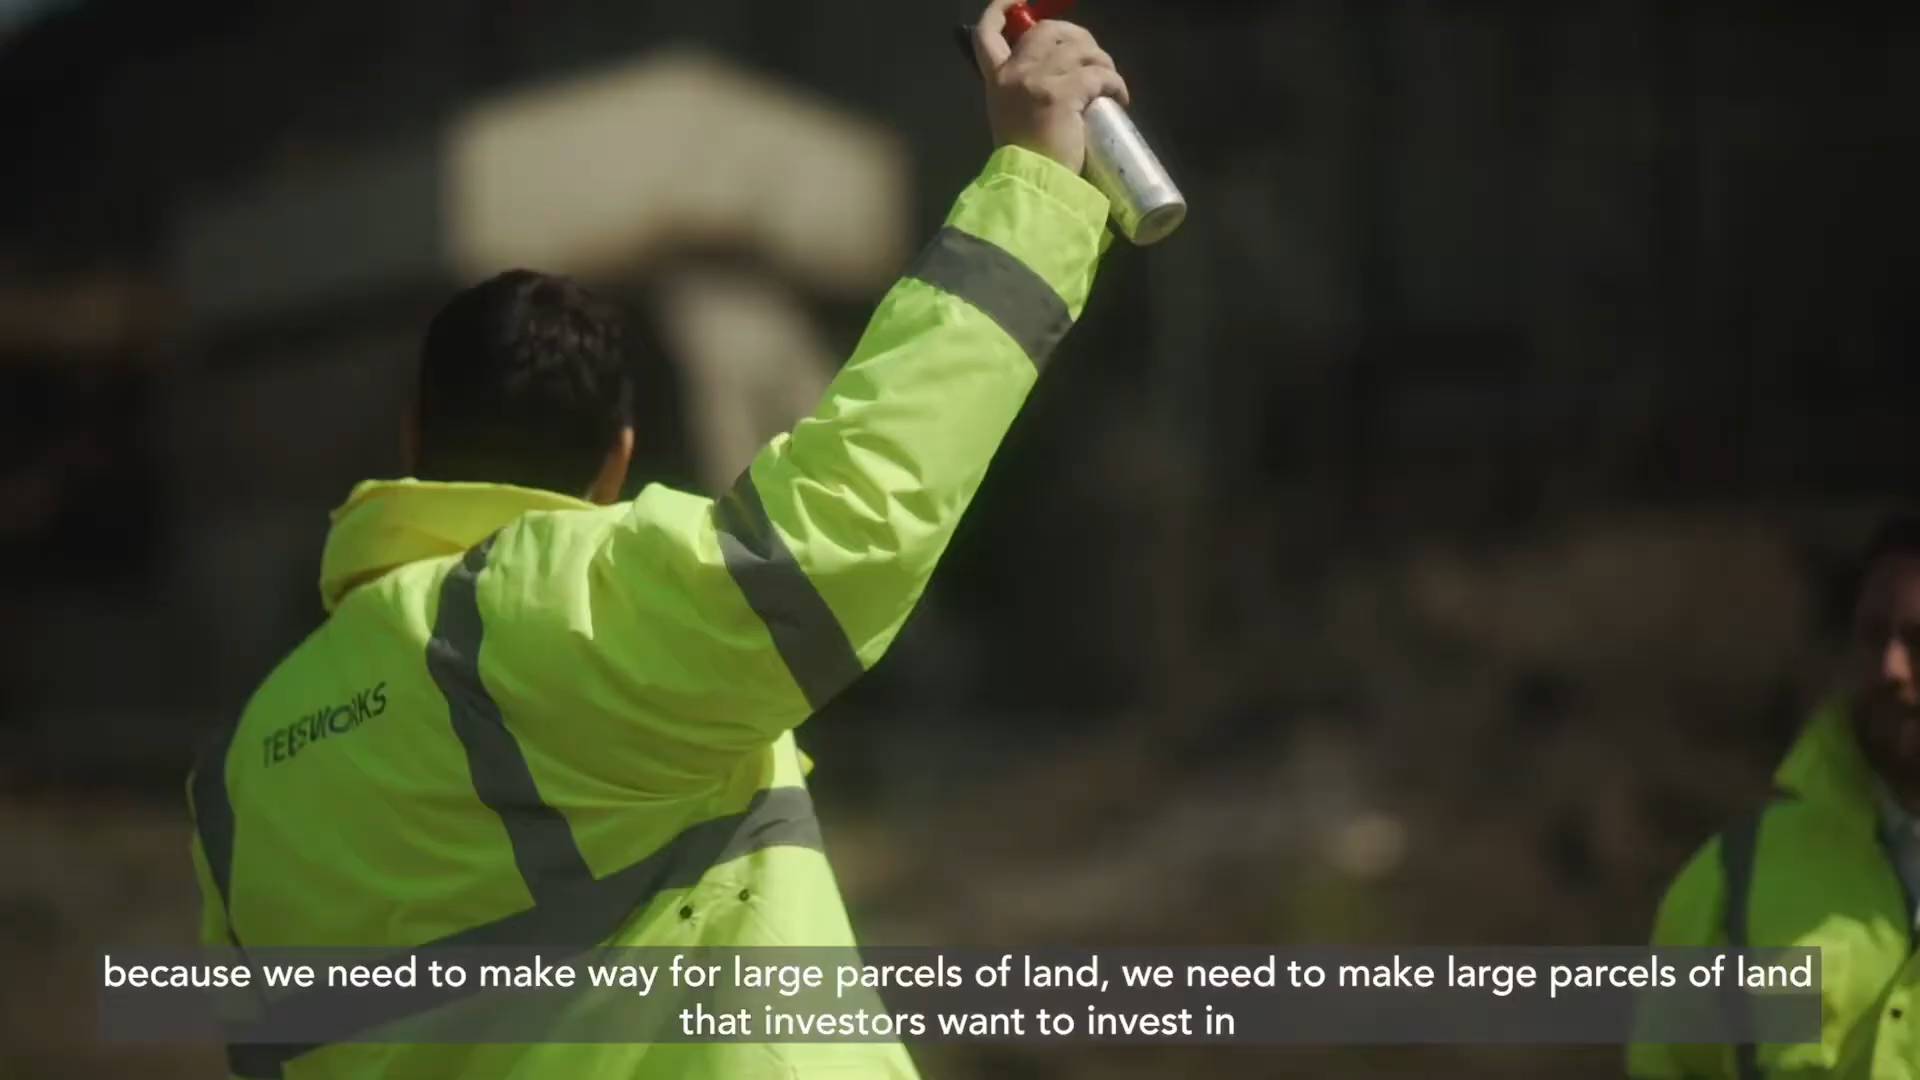 TEESWORKS
because we need to make way for large parcels of land, we need to make large parcels of land
that investors want to invest in